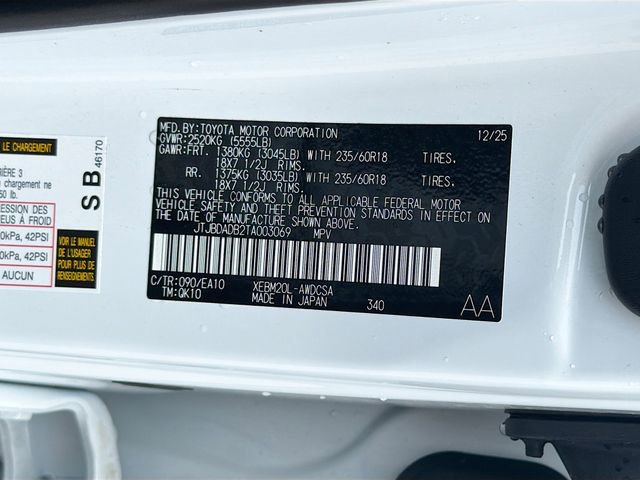 LE CHARGEMENT
RIÈRE 3
chargement ne
50 lb.
RESSION DES
EUS À FROID
0kPa, 42PSI
0kPa, 42PSI
AUCUN
VOIR LE MANUEL
DE L'USAGER
POUR PLUS DE
RENSEIGNEMENTS
SB
46170
MFD.BY:TOYOTA MOTOR CORPORATION 12/25
GVWR:2520KG (5555LB)
GAWR:FRT. 1380KG (3045LB) WITH 235/60R18 TIRES.
18X7 1/2J RIMS.
RR. 1375KG (3035LB) WITH 235/60R18 TIRES.
18X7 1/2J RIMS.
THIS VEHICLE CONFORMS TO ALL APPLICABLE FEDERAL MOTOR
VEHICLE SAFETY AND THEFT PREVENTION STANDARDS IN EFFECT ON
THE DATE OF MANUFACTURE SHOWN ABOVE.
JTJBDADB2TA003069 MPV
C/TR:090/EA10 XEBM20L-AWDCSA
TM:QK10 MADE IN JAPAN 340
AA